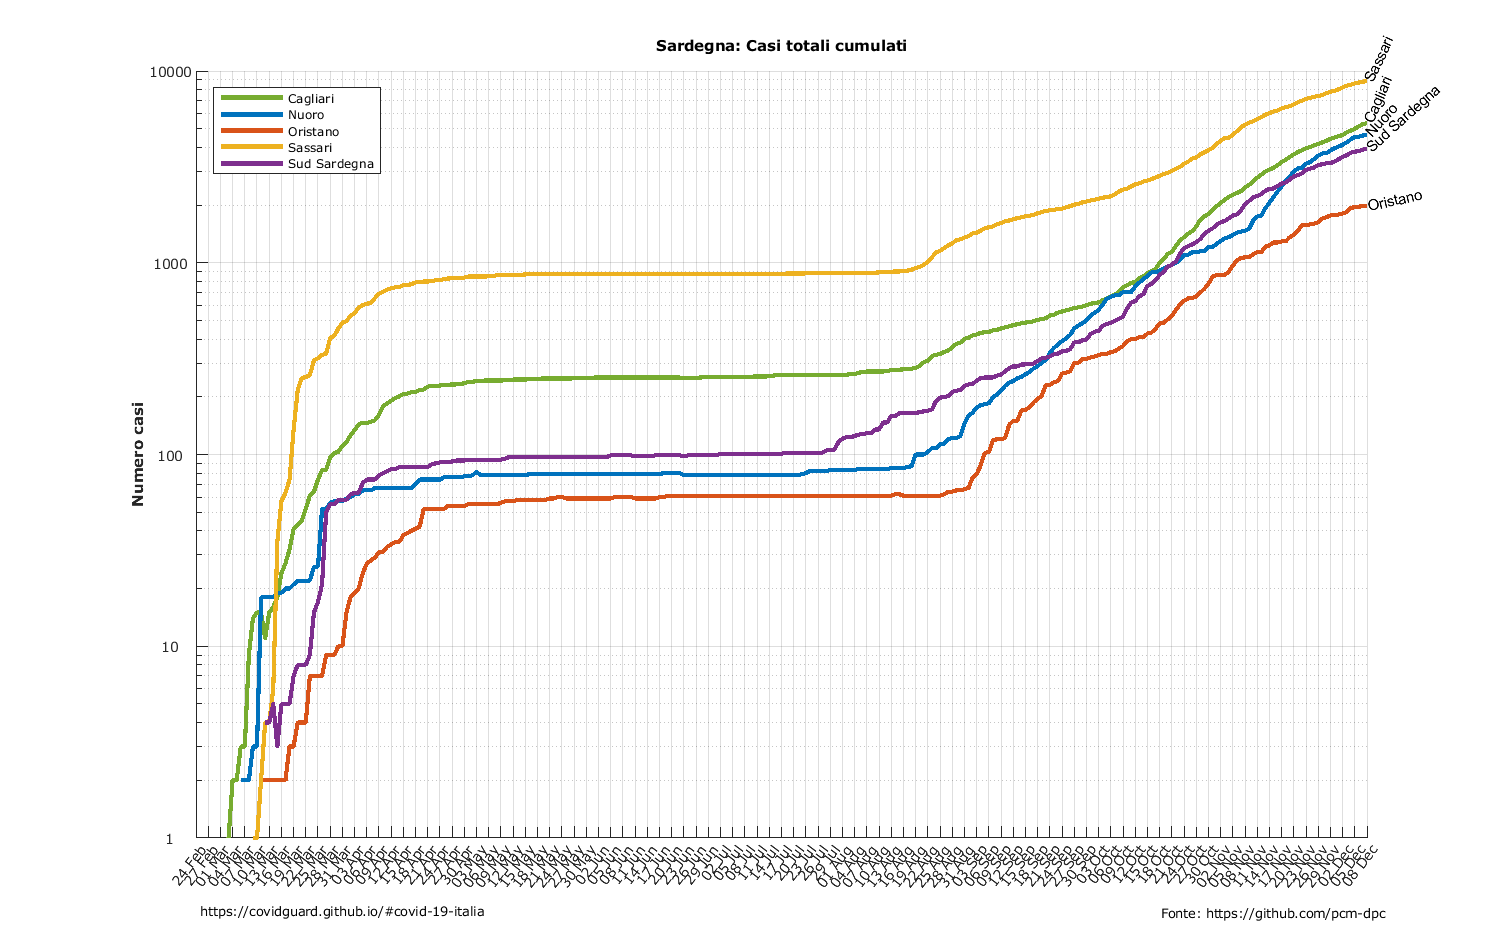 Sardegna: Casi totali cumulati
Sassari
Cagliari
Nuoro
Sud Sardegna
Oristano
Cagliari
Nuoro
Oristano
Sassari
Sud Sardegna
Numero casi
10000
1000
100
10
1
24 Feb
27 Feb
01 Mar
04 Mar
07 Mar
10 Mar
13 Mar
16 Mar
19 Mar
22 Mar
25 Mar
28 Mar
31 Mar
03 Apr
06 Apr
09 Apr
12 Apr
15 Apr
18 Apr
21 Apr
24 Apr
27 Apr
30 Apr
03 May
06 May
09 May
12 May
15 May
18 May
21 May
24 May
27 May
30 May
02 Jun
05 Jun
08 Jun
11 Jun
14 Jun
17 Jun
20 Jun
23 Jun
26 Jun
29 Jun
02 Jul
05 Jul
08 Jul
11 Jul
14 Jul
17 Jul
20 Jul
23 Jul
26 Jul
29 Jul
01 Aug
04 Aug
07 Aug
10 Aug
13 Aug
16 Aug
19 Aug
22 Aug
25 Aug
28 Aug
31 Aug
03 Sep
06 Sep
09 Sep
12 Sep
15 Sep
18 Sep
21 Sep
24 Sep
27 Sep
30 Sep
03 Oct
06 Oct
09 Oct
12 Oct
15 Oct
18 Oct
21 Oct
24 Oct
27 Oct
30 Oct
02 Nov
05 Nov
08 Nov
11 Nov
14 Nov
17 Nov
20 Nov
23 Nov
26 Nov
29 Nov
02 Dec
05 Dec
08 Dec
https://covidguard.github.io/#covid-19-italia
Fonte: https://github.com/pcm-dpc